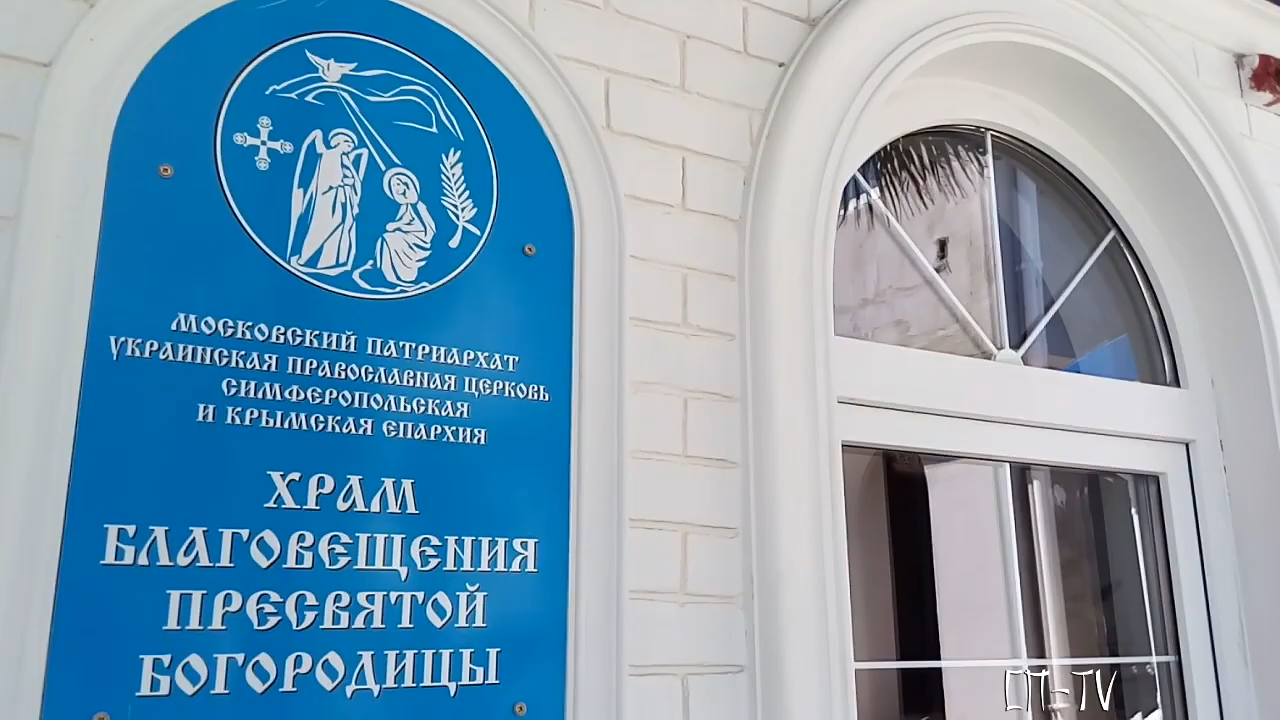 МОСКОВСКИЙ ПАТРИАРХАТ
УКРАИНСКАЯ ПРАВОСЛАВНАЯ ЦЕРКОВЬ
СИМФЕРОПОЛЬСКАЯ
И КРЫМСКАЯ ЕПАРХИЯ
ХРАМ
БЛАГОВЕЩЕНИЯ
ПРЕСВЯТОЙ
БОГОРОДИЦЫ
СП-TV